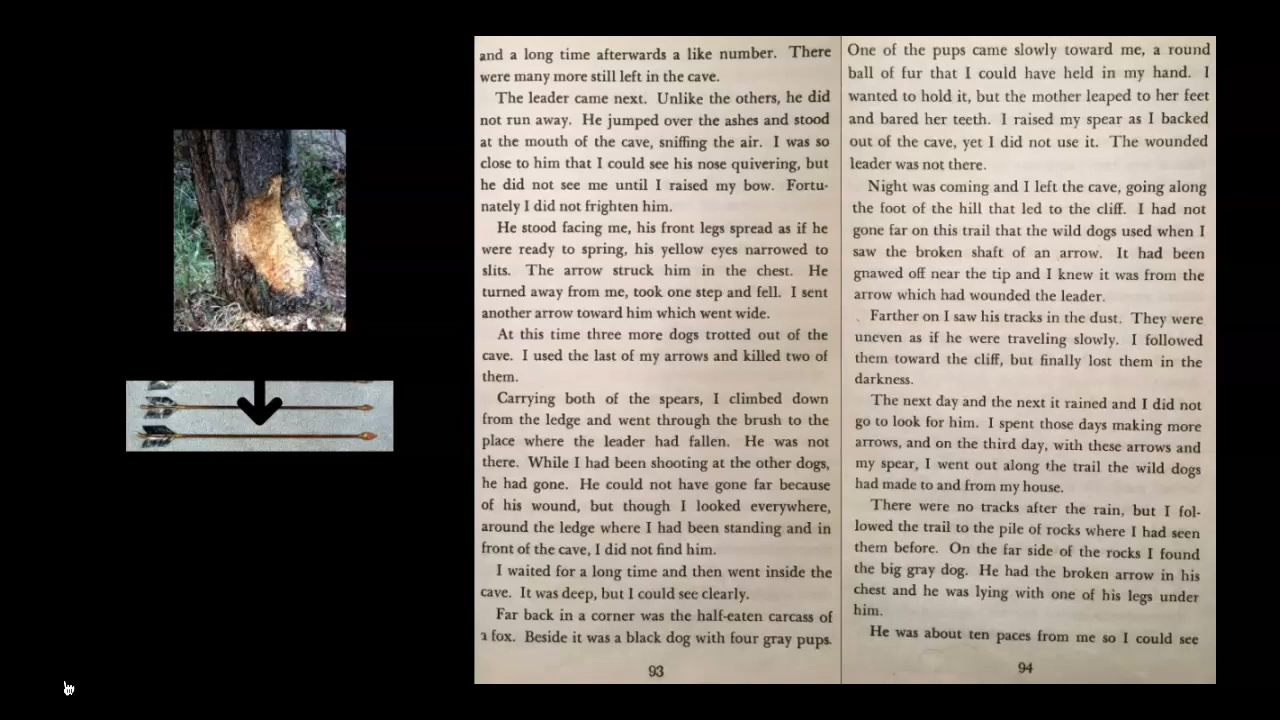 and a long time afterwards a like number. There
were many more still left in the cave.
The leader came next. Unlike the others, he did
not run away. He jumped over the ashes and stood
at the mouth of the cave, sniffing the air. I was so
close to him that I could see his nose quivering, but
he did not see me until I raised my bow. Fortu-
nately I did not frighten him.
He stood facing me, his front legs spread as if he
were ready to spring, his yellow eyes narrowed to
slits. The arrow struck him in the chest. He
turned away from me, took one step and fell. I sent
another arrow toward him which went wide.
At this time three more dogs trotted out of the
cave. I used the last of my arrows and killed two of
them.
Carrying both of the spears, I climbed down
from the ledge and went through the brush to the
place where the leader had fallen. He was not
there. While I had been shooting at the other dogs,
he had gone. He could not have gone far because
of his wound, but though I looked everywhere,
around the ledge where I had been standing and in
front of the cave, I did not find him.
I waited for a long time and then went inside the
cave. It was deep, but I could see clearly.
Far back in a corner was the half-eaten carcass of
a fox. Beside it was a black dog with four gray pups.
93
One of the pups came slowly toward me, a round
ball of fur that I could have held in my hand. I
wanted to hold it, but the mother leaped to her feet
and bared her teeth. I raised my spear as I backed
out of the cave, yet I did not use it. The wounded
leader was not there.
Night was coming and I left the cave, going along
the foot of the hill that led to the cliff. I had not
gone far on this trail that the wild dogs used when I
saw the broken shaft of an arrow. It had been
gnawed off near the tip and I knew it was from the
arrow which had wounded the leader.
Farther on I saw his tracks in the dust. They were
uneven as if he were traveling slowly. I followed
them toward the cliff, but finally lost them in the
darkness.
The next day and the next it rained and I did not
go to look for him. I spent those days making more
arrows, and on the third day, with these arrows and
my spear, I went out along the trail the wild dogs
had made to and from my house.
There were no tracks after the rain, but I fol-
lowed the trail to the pile of rocks where I had seen
them before. On the far side of the rocks I found
the big gray dog. He had the broken arrow in his
chest and he was lying with one of his legs under
him.
He was about ten paces from me so I could see
94